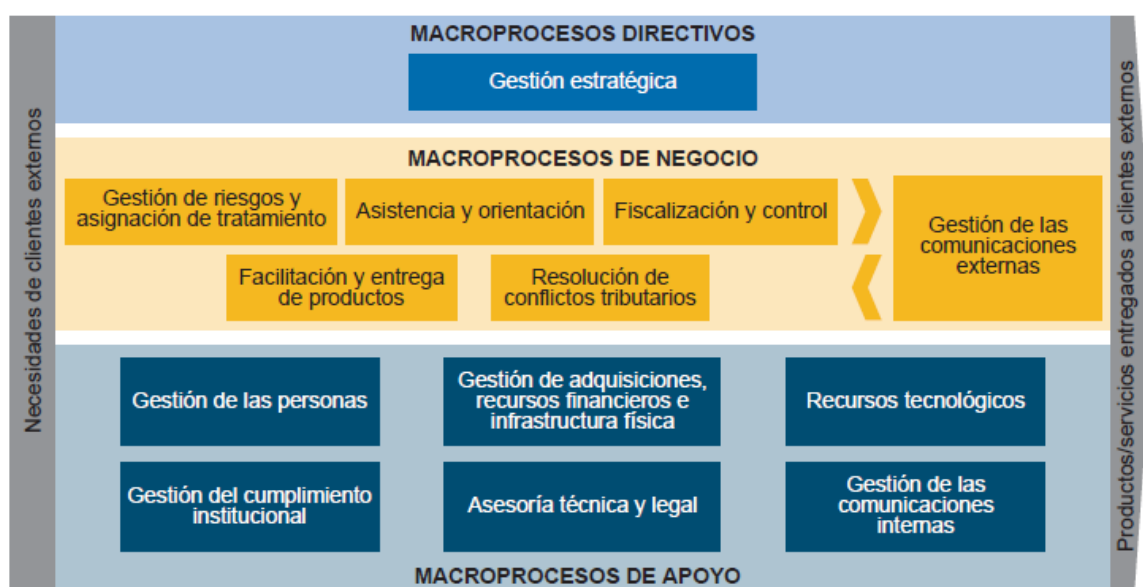 Necesidades de clientes externos
MACROPROCESOS DIRECTIVOS
Gestión estratégica
MACROPROCESOS DE NEGOCIO
Gestión de riesgos y
asignación de tratamiento
Asistencia y orientación
Fiscalización y control
Facilitación y entrega
de productos
Resolución de
conflictos tributarios
Gestión de las
comunicaciones
externas
Gestión de las personas
Gestión de adquisiciones,
recursos financieros e
infrastructura física
Recursos tecnológicos
Gestión del cumplimiento
institucional
Asesoría técnica y legal
Gestión de las
comunicaciones
internas
MACROPROCESOS DE APOYO
Productos/servicios entregados a clientes externos